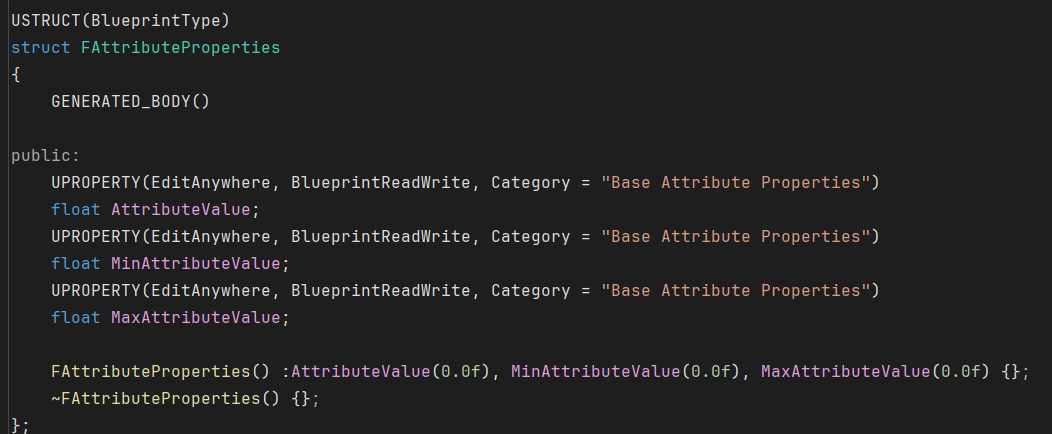 USTRUCT(BlueprintType)
struct FAttributeProperties
{
    GENERATED_BODY()

public:
    UPROPERTY(EditAnywhere, BlueprintReadWrite, Category = "Base Attribute Properties")
    float AttributeValue;
    UPROPERTY(EditAnywhere, BlueprintReadWrite, Category = "Base Attribute Properties")
    float MinAttributeValue;
    UPROPERTY(EditAnywhere, BlueprintReadWrite, Category = "Base Attribute Properties")
    float MaxAttributeValue;

    FAttributeProperties() :AttributeValue(0.0f), MinAttributeValue(0.0f), MaxAttributeValue(0.0f) {};
    ~FAttributeProperties() {};
};